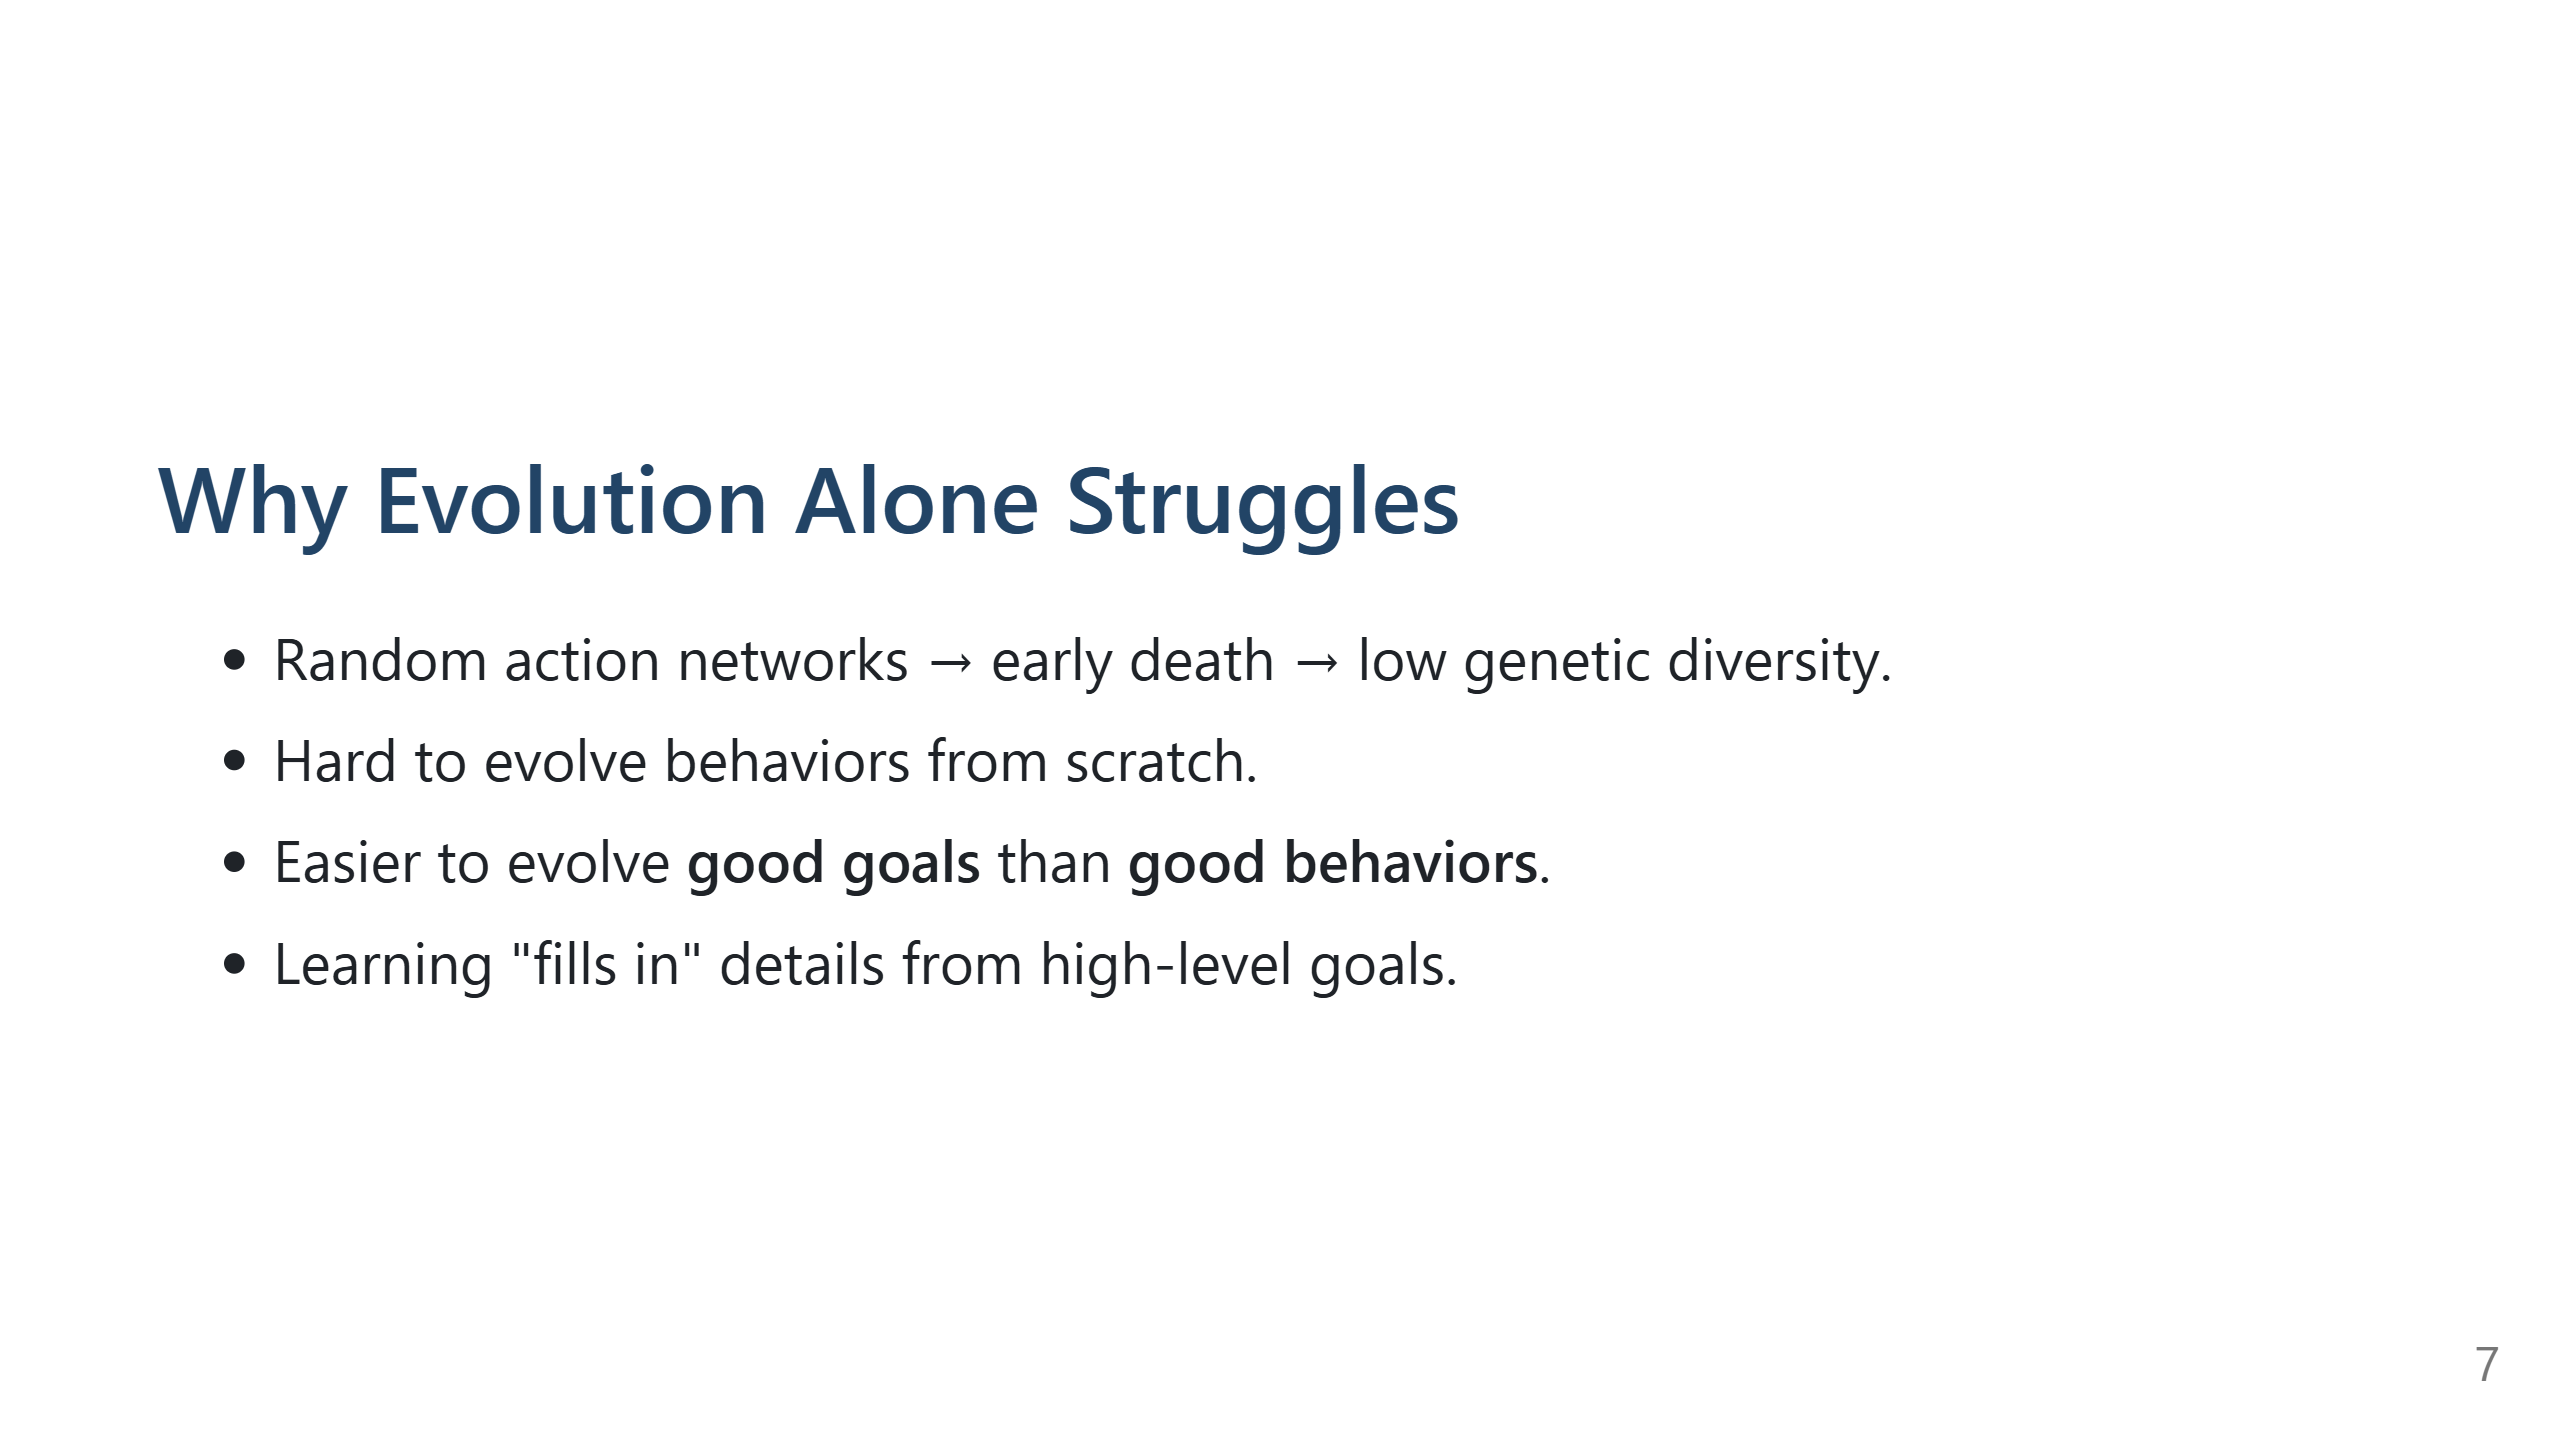 Why Evolution Alone Struggles
• Random action networks → early death → low genetic diversity.
• Hard to evolve behaviors from scratch.
• Easier to evolve good goals than good behaviors.
• Learning "fills in" details from high-level goals.
7